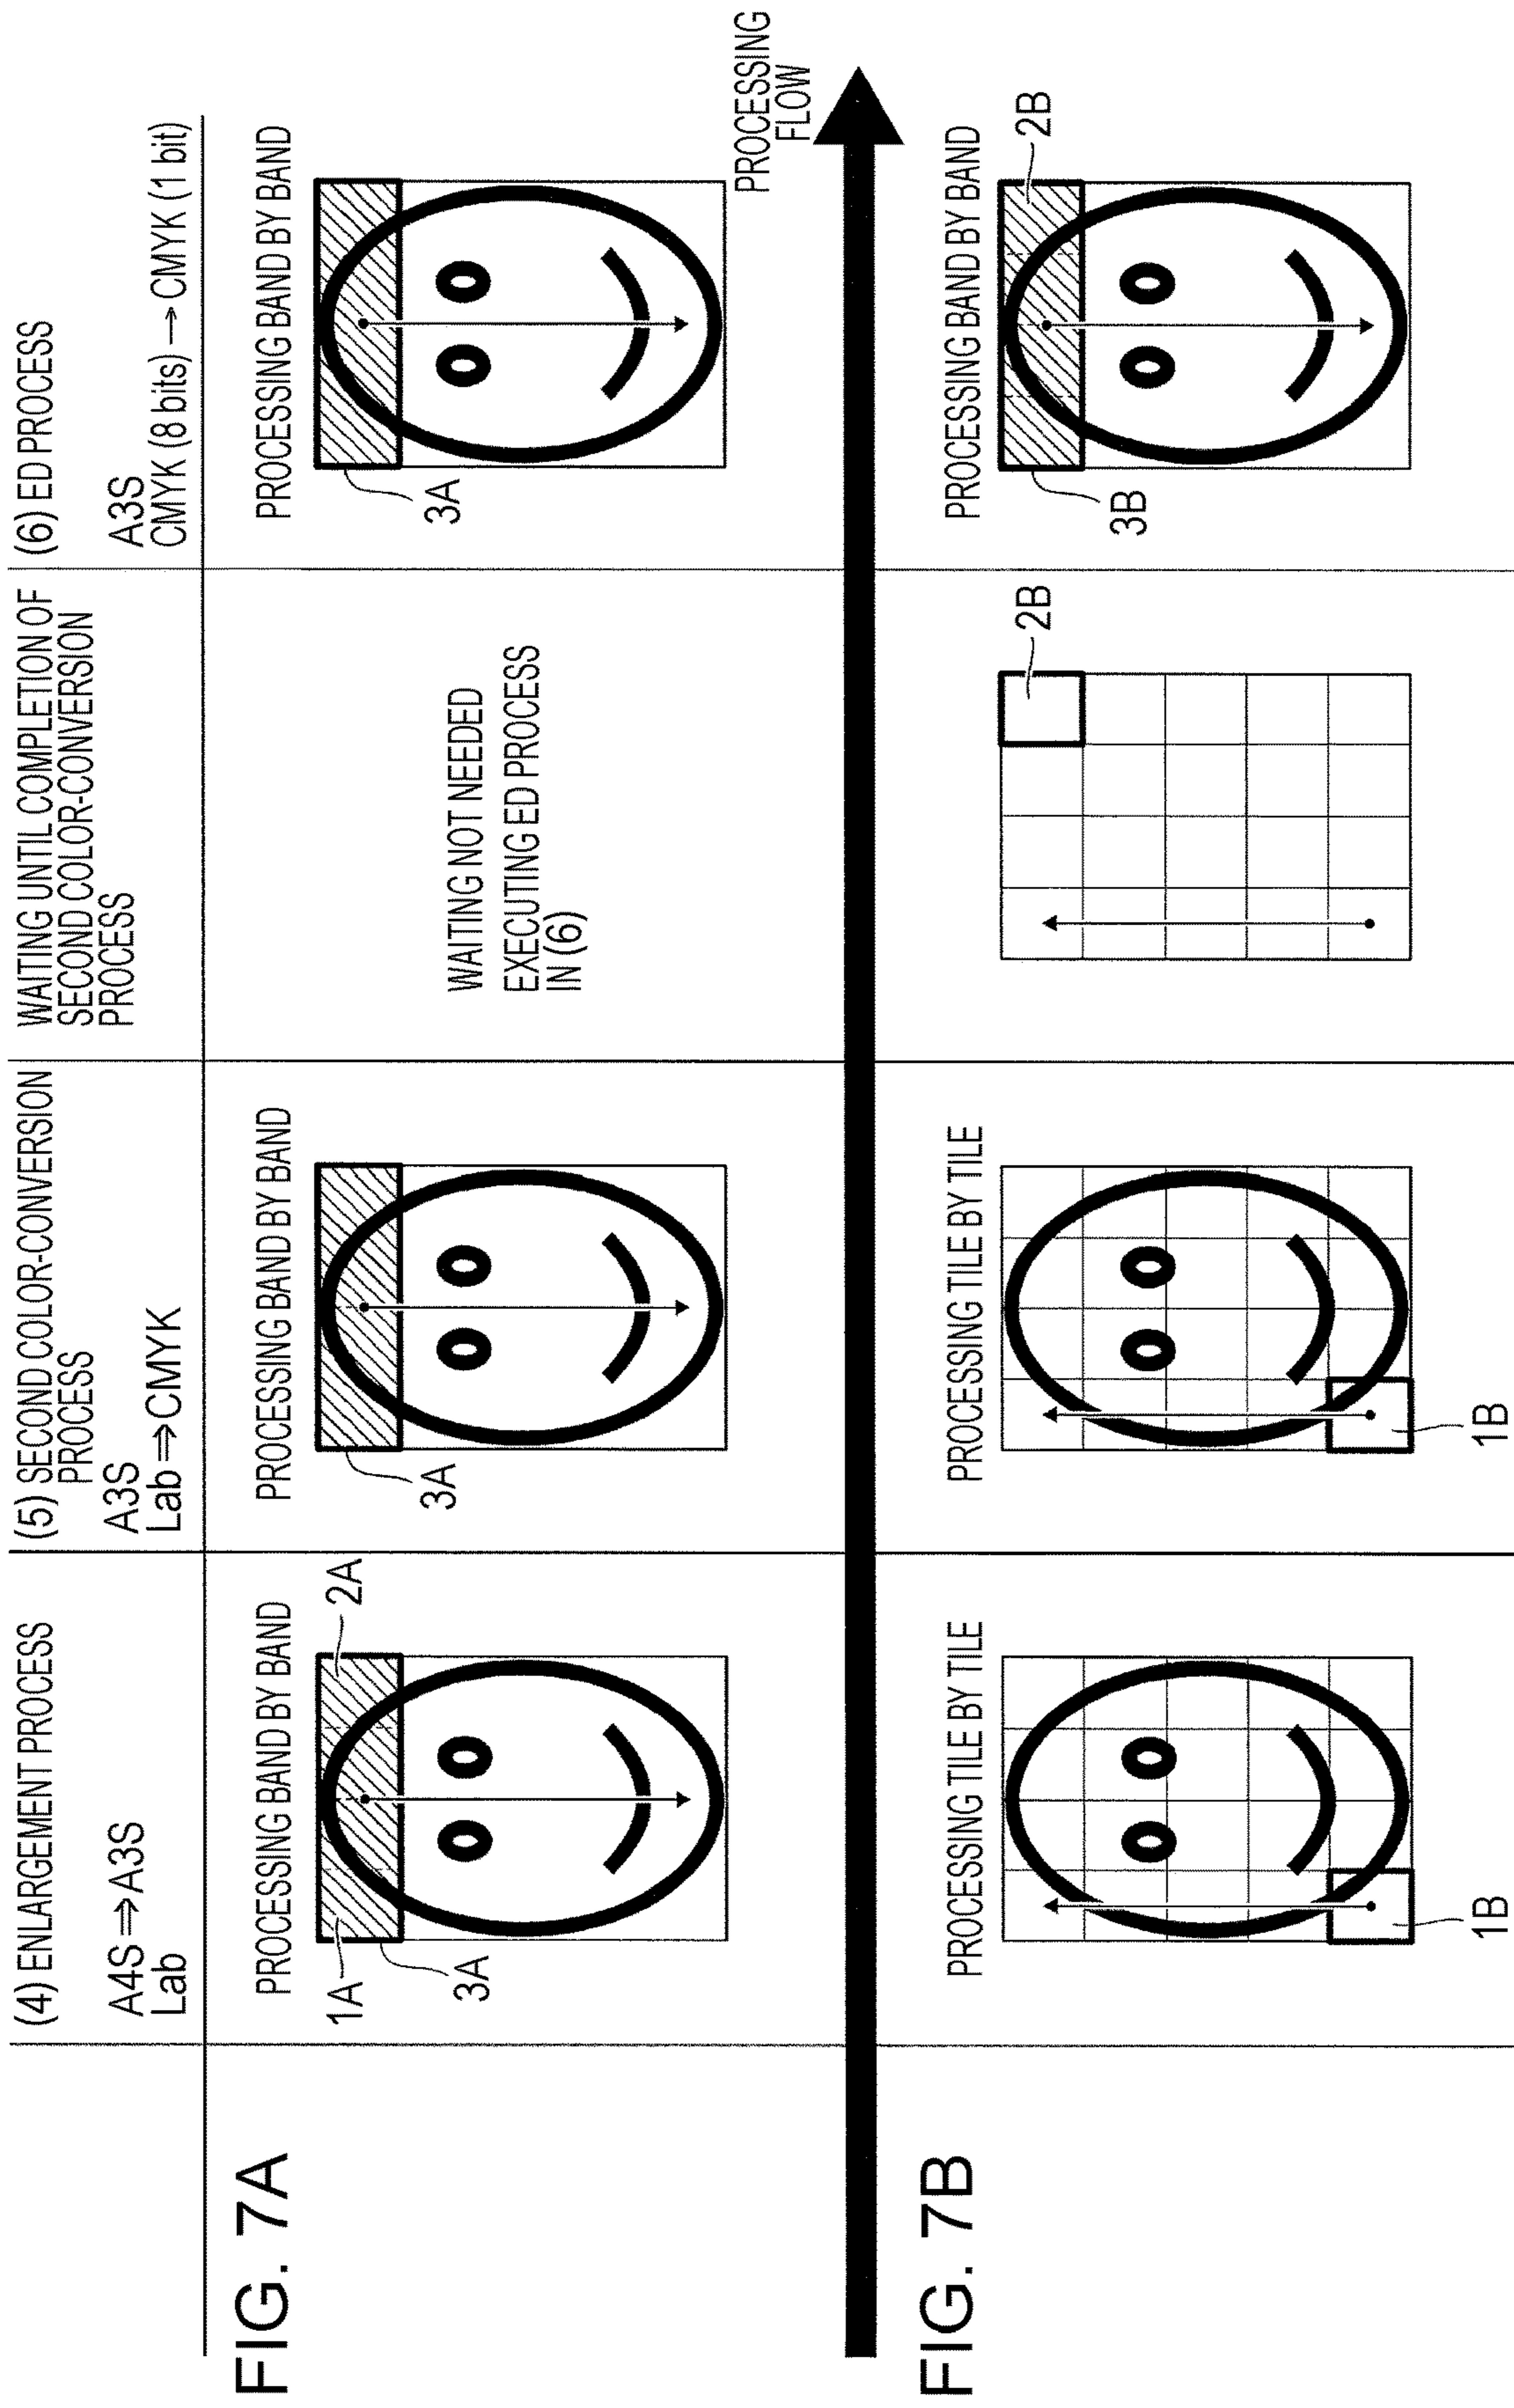 (4) ENLARGEMENT PROCESS
A4S⇒A3S
Lab
(5) SECOND COLOR-CONVERSION
PROCESS
A3S
Lab⇒CMYK
WAITING UNTIL COMPLETION OF
SECOND COLOR-CONVERSION
PROCESS
(6) ED PROCESS
A3S
CMYK (8 bits) → CMYK (1 bit)
FIG. 7A
PROCESSING BAND BY BAND
1A
2A
3A
PROCESSING BAND BY BAND
3A
WAITING NOT NEEDED
EXECUTING ED PROCESS
IN (6)
PROCESSING BAND BY BAND
3A
PROCESSING
FLOW
FIG. 7B
PROCESSING TILE BY TILE
1B
PROCESSING TILE BY TILE
1B
2B
PROCESSING BAND BY BAND
2B
3B